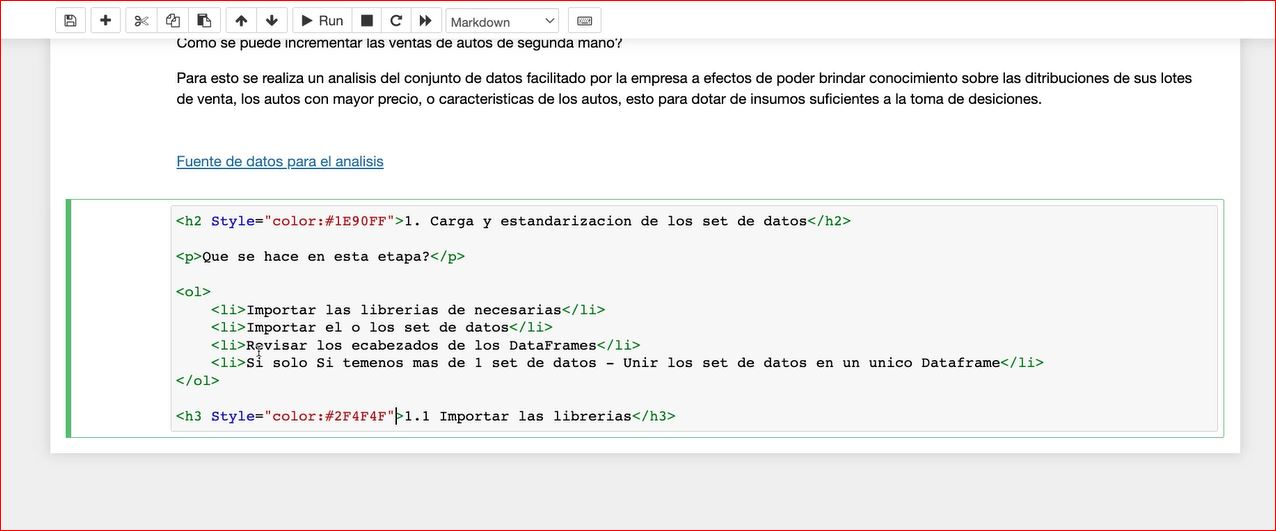 Run
Markdown
Como se puede incrementar las ventas de autos de segunda mano?
Para esto se realiza un analisis del conjunto de datos facilitado por la empresa a efectos de poder brindar conocimiento sobre las ditribuciones de sus lotes
de venta, los autos con mayor precio, o caracteristicas de los autos, esto para dotar de insumos suficientes a la toma de desiciones.
Fuente de datos para el analisis
<h2 Style="color:#1E90FF">1. Carga y estandarizacion de los set de datos</h2>
<p>Que se hace en esta etapa?</p>
<ol>
<li>Importar las librerias de necesarias</li>
<li>Importar el o los set de datos</li>
<li>Revisar los ecabezados de los DataFrames</li>
<li>Si solo Si temenos mas de 1 set de datos - Unir los set de datos en un unico Dataframe</li>
</ol>
<h3 Style="color:#2F4F4F">1.1 Importar las librerias</h3>